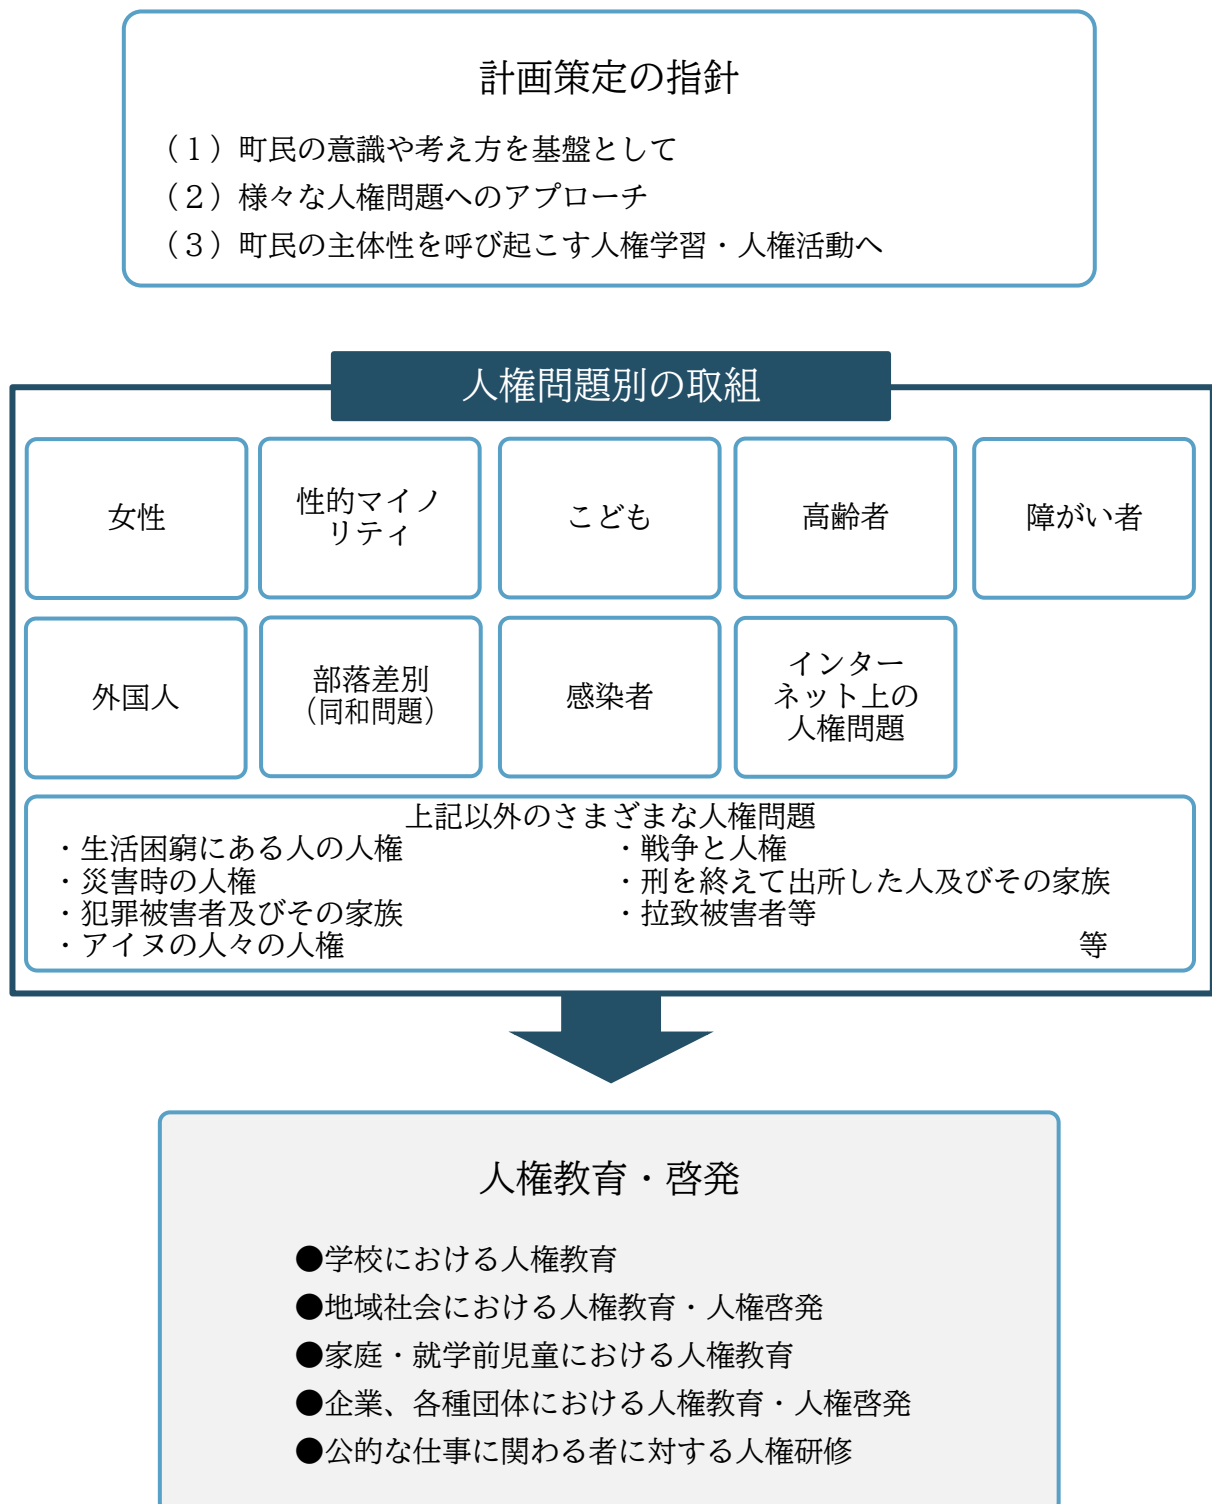 計画策定の指針
（１）町民の意識や考え方を基盤として
（２）様々な人権問題へのアプローチ
（３）町民の主体性を呼び起こす人権学習・人権活動へ
人権問題別の取組
女性
性的マイノ
リティ
こども
高齢者
障がい者
外国人
部落差別
（同和問題）
感染者
インター
ネット上の
人権問題
上記以外のさまざまな人権問題
・生活困窮にある人の人権
・災害時の人権
・犯罪被害者及びその家族
・アイヌの人々の人権
・戦争と人権
・刑を終えて出所した人及びその家族
・拉致被害者等
等
人権教育・啓発
●学校における人権教育
●地域社会における人権教育・人権啓発
●家庭・就学前児童における人権教育
●企業、各種団体における人権教育・人権啓発
●公的な仕事に関わる者に対する人権研修